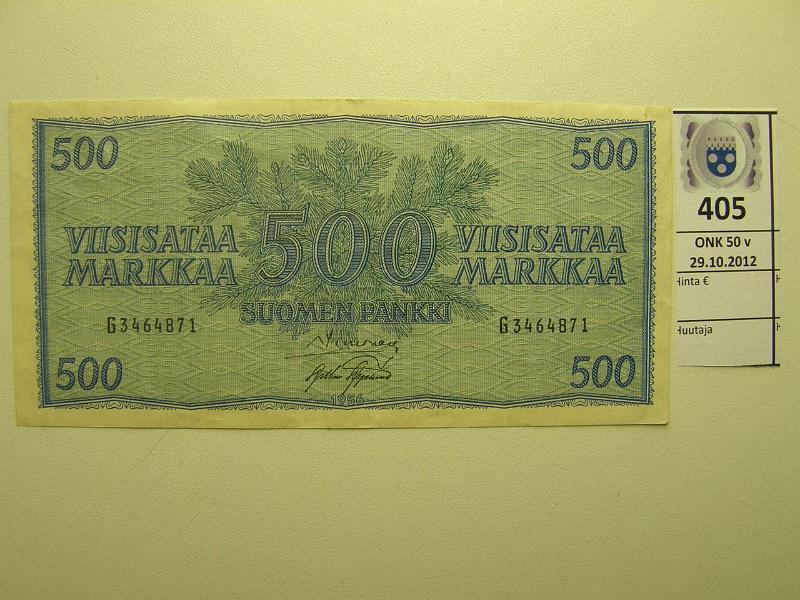 500 500
VIISISATAA 500 VIISISATAA
MARKKAA MARKKAA
SUOMEN PANKKI
G3464871 G3464871
500 500
1956
405
ONK 50 v
29.10.2012
Hinta €
Huutaja